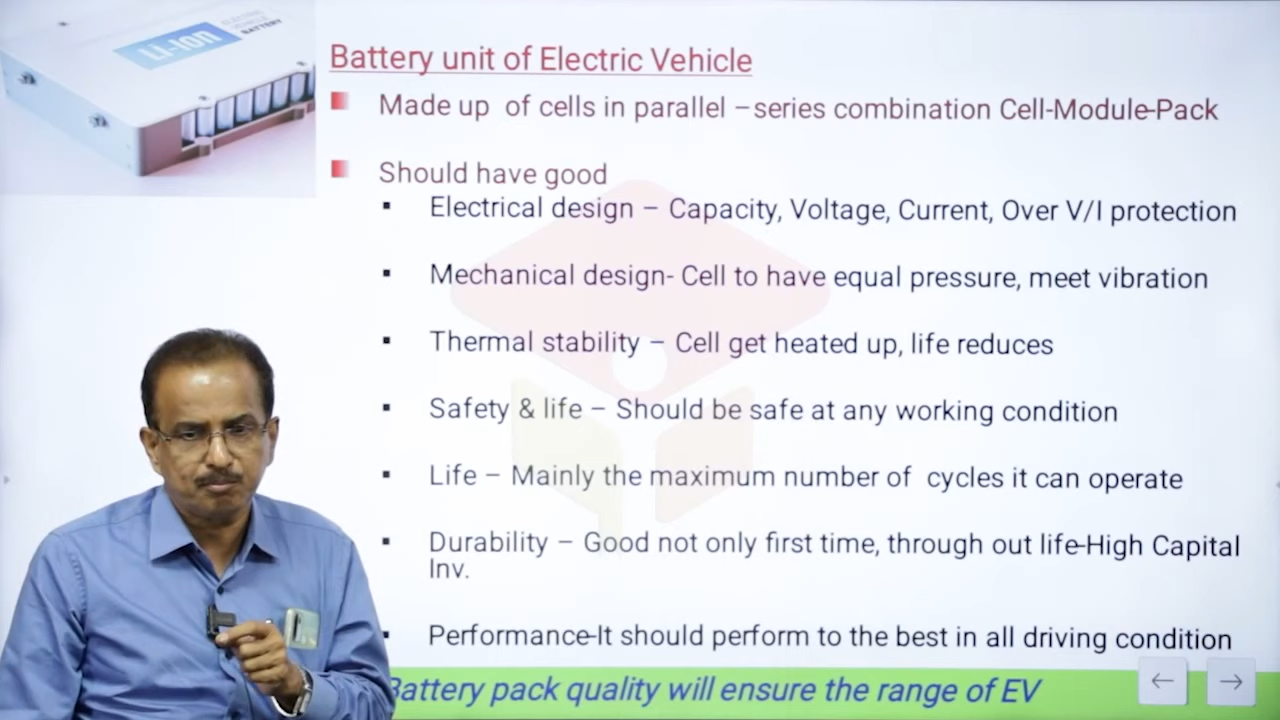 Li-Ion
ELECTRIC
VEHICLE
BATTERY
Battery unit of Electric Vehicle
Made up of cells in parallel –series combination Cell-Module-Pack
Should have good
Electrical design – Capacity, Voltage, Current, Over V/I protection
Mechanical design- Cell to have equal pressure, meet vibration
Thermal stability – Cell get heated up, life reduces
Safety & life – Should be safe at any working condition
Life – Mainly the maximum number of cycles it can operate
Durability – Good not only first time, through out life-High Capital
Inv.
Performance-It should perform to the best in all driving condition
Battery pack quality will ensure the range of EV